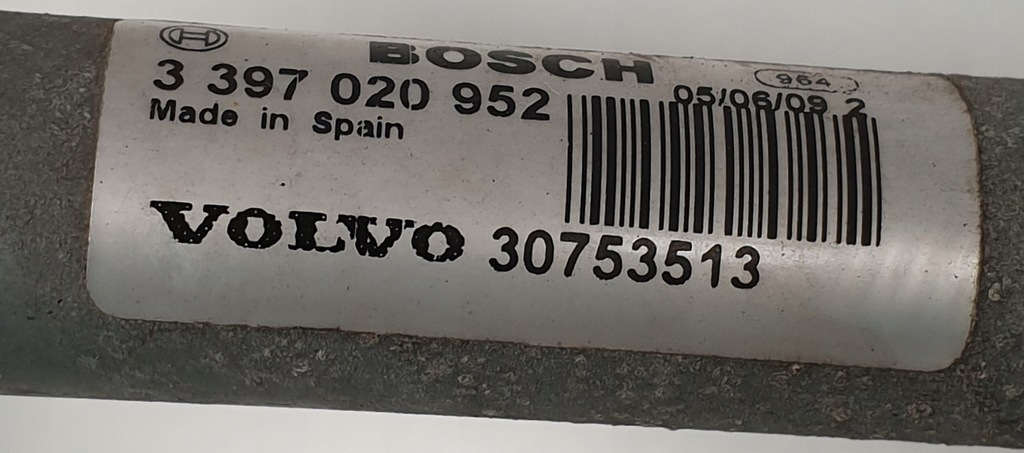 BOSCH
964
3 397 020 952
05/06/09 2
Made in Spain
VOLVO 30753513